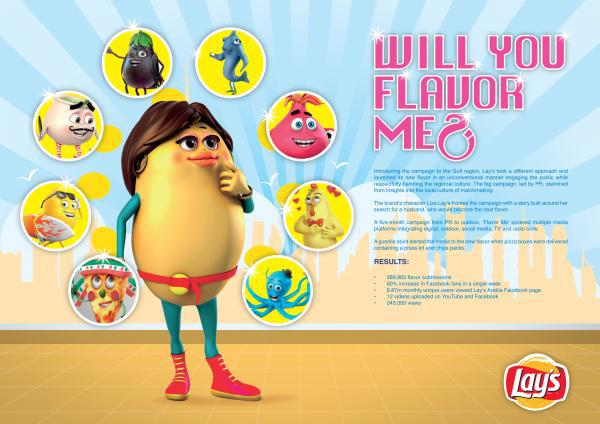 WILL YOU
FLAVOR
ME?
Introducing the campaign to the Gulf region, Lay's took a different approach and
launched its new flavor in an unconventional manner engaging the public while
respectfully handling the regional culture. The big campaign, led by PR, stemmed
from insights into the local culture of matchmaking.
The brand's character Liza Lay's fronted the campaign with a story built around her
search for a husband, who would become the next flavor.
A five-month campaign from PR to outdoor, 'Flavor Me' covered multiple media
platforms integrating digital, outdoor, social media, TV and radio tools.
A guerilla stunt alerted the media to the new flavor when pizza boxes were delivered
containing a press kit and chips packs.
RESULTS:
• 269,863 flavor submissions
• 60% increase in Facebook fans in a single week
• 6.87m monthly unique users viewed Lay's Arabia Facebook page
• 12 videos uploaded on YouTube and Facebook
• 243,000 views
Lay's